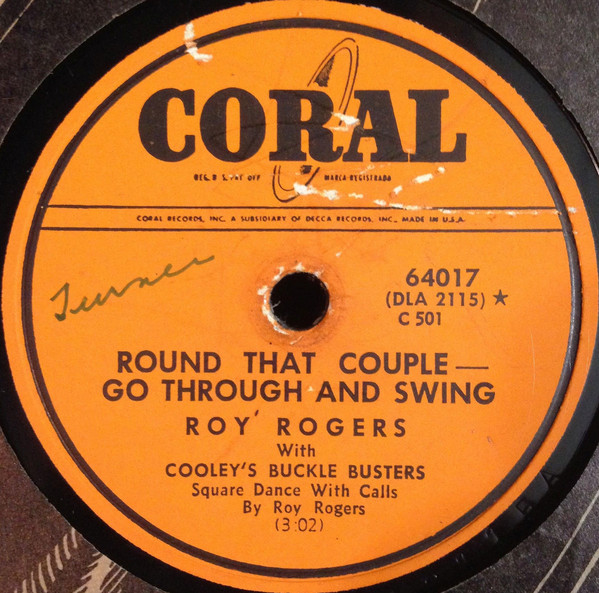 CORAL
REG. U.S. PAT OFF MARCA REGISTRADA
CORAL RECORDS, INC. A SUBSIDIARY OF DECCA RECORDS, INC., MADE IN U.S.A.
Turner
64017
(DLA 2115) ★
C 501
ROUND THAT COUPLE—
GO THROUGH AND SWING
ROY ROGERS
With
COOLEY'S BUCKLE BUSTERS
Square Dance With Calls
By Roy Rogers
(3:02)